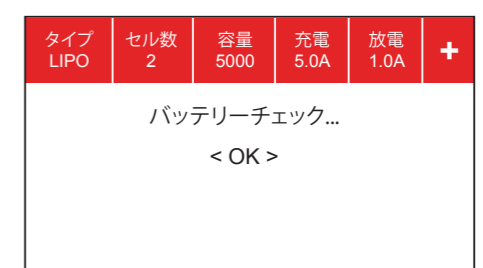 タイプ セル数 容量 充電 放電 +
LIPO 2 5000 5.0A 1.0A
バッテリーチェック...
< OK >